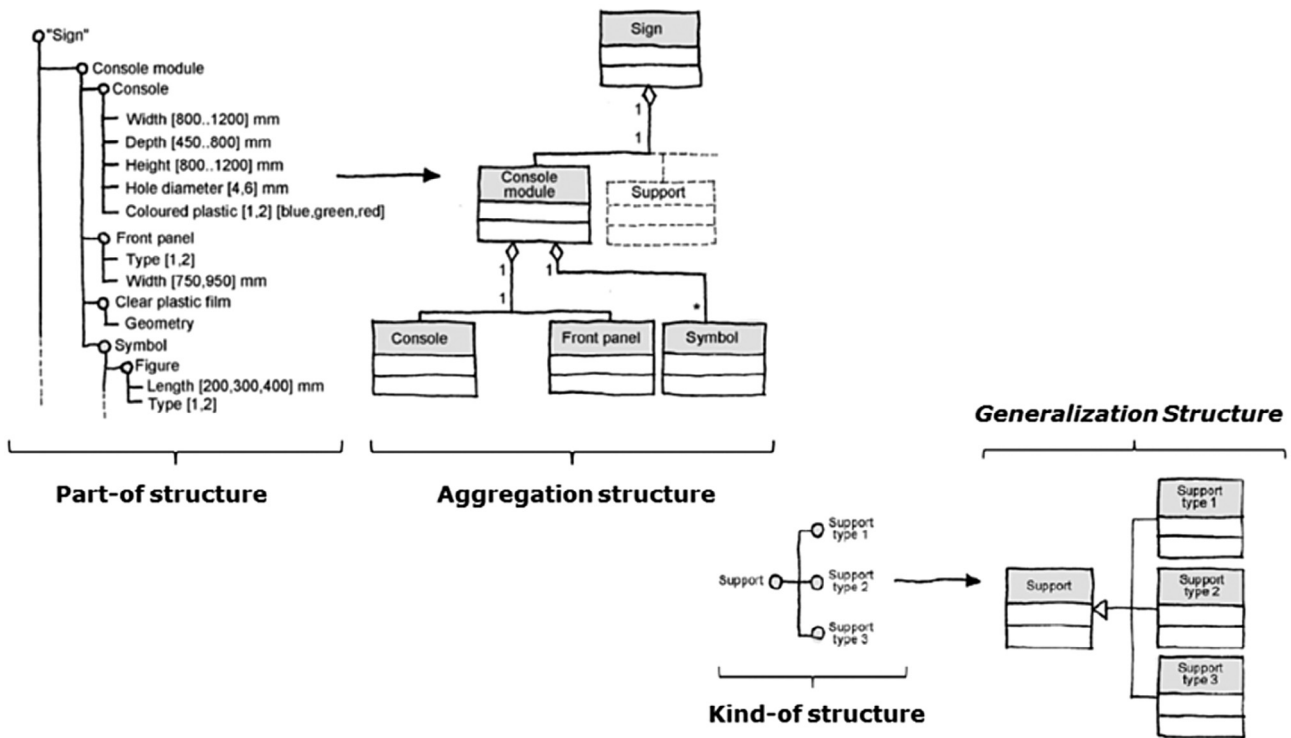 "Sign"
Console module
Console
Width [800..1200] mm
Depth [450..800] mm
Height [800..1200] mm
Hole diameter [4,6] mm
Coloured plastic [1,2] [blue,green,red]
Front panel
Type [1,2]
Width [750,950] mm
Clear plastic film
Geometry
Symbol
Figure
Length [200,300,400] mm
Type [1,2]
Part-of structure
Sign
1
1
Console
module
Support
1
1
1
*
Console
Front panel
Symbol
Aggregation structure
Support
Support
type 1
Support
type 2
Support
type 3
Kind-of structure
Generalization Structure
Support
Support
type 1
Support
type 2
Support
type 3